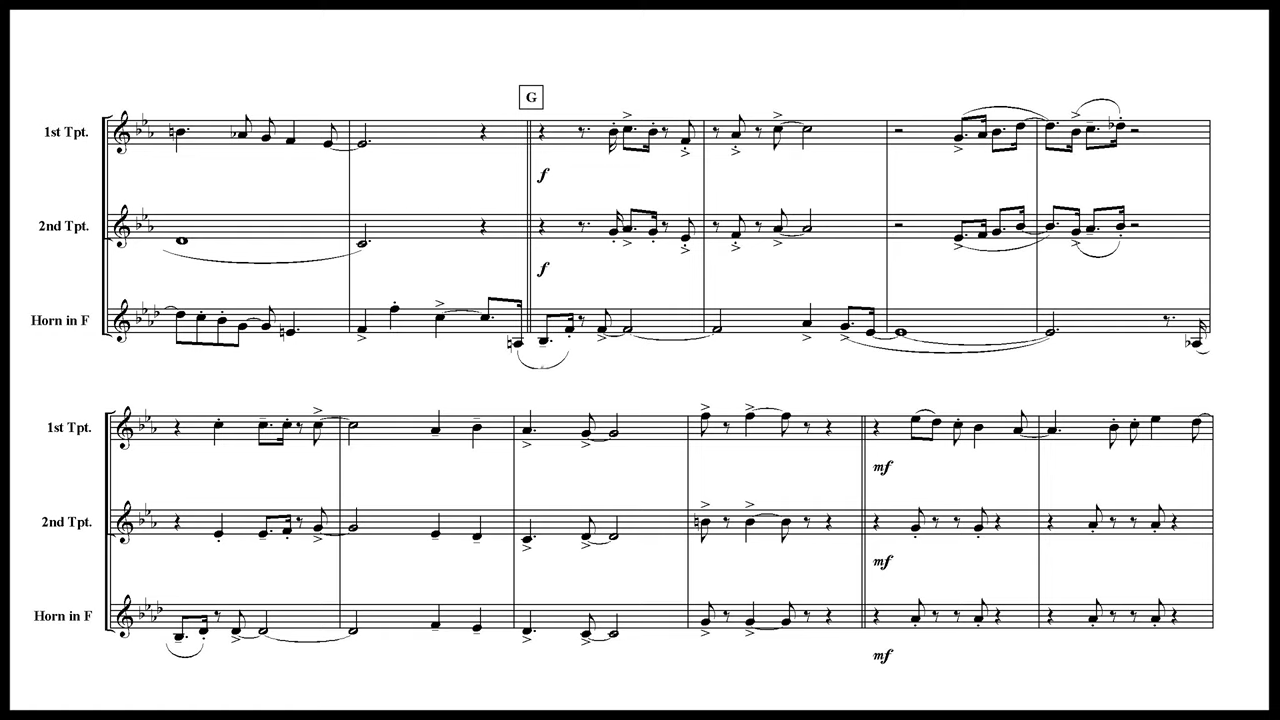 G
1st Tpt.
f
2nd Tpt.
f
Horn in F
1st Tpt.
mf
2nd Tpt.
mf
Horn in F
mf